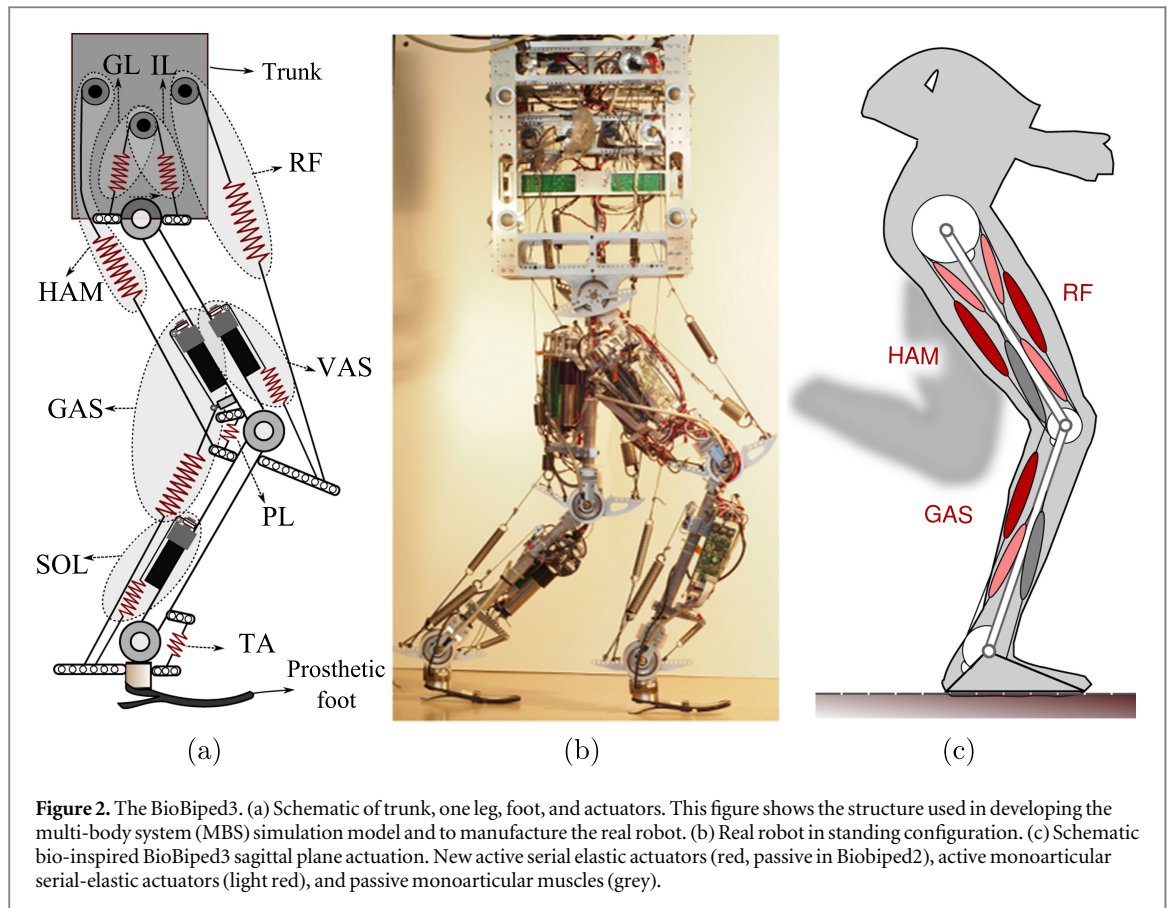 GL IL
Trunk
RF
HAM
VAS
GAS
PL
SOL
TA
Prosthetic
foot
RF
HAM
GAS
(a)
(b)
(c)
Figure 2. The BioBiped3. (a) Schematic of trunk, one leg, foot, and actuators. This figure shows the structure used in developing the
multi-body system (MBS) simulation model and to manufacture the real robot. (b) Real robot in standing configuration. (c) Schematic
bio-inspired BioBiped3 sagittal plane actuation. New active serial elastic actuators (red, passive in Biobiped2), active monoarticular
serial-elastic actuators (light red), and passive monoarticular muscles (grey).